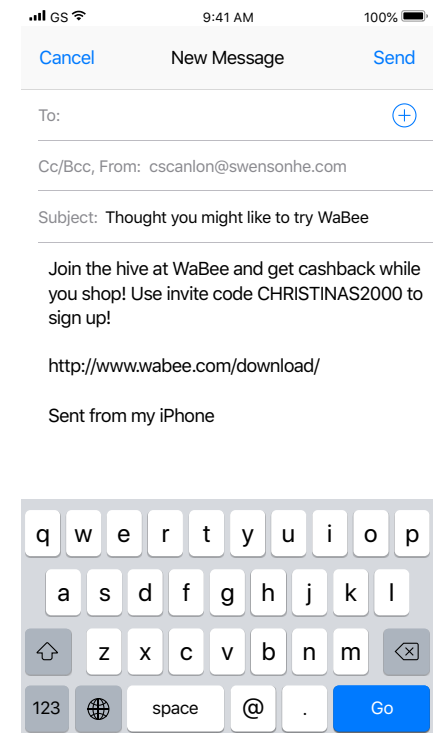 GS 9:41 AM 100%
Cancel New Message Send
To:
Cc/Bcc, From: cscanlon@swensonhe.com
Subject: Thought you might like to try WaBee
Join the hive at WaBee and get cashback while
you shop! Use invite code CHRISTINAS2000 to
sign up!
http://www.wabee.com/download/
Sent from my iPhone
q w e r t y u i o p
a s d f g h j k l
z x c v b n m
123 space @ . Go